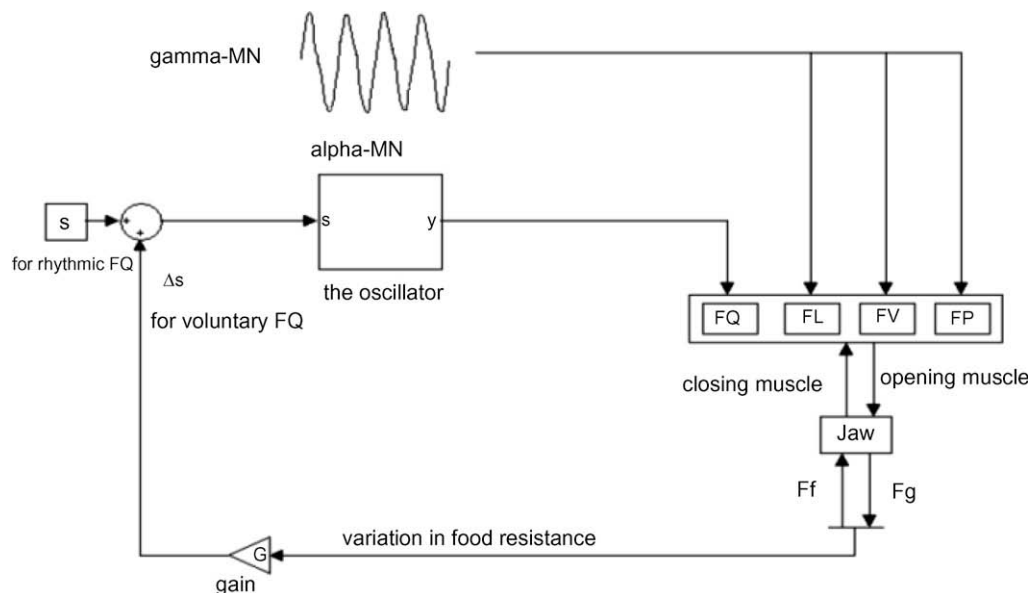 gamma-MN
alpha-MN
s
+
+
s
y
for rhythmic FQ
Δs
the oscillator
for voluntary FQ
FQ
FL
FV
FP
closing muscle
opening muscle
Jaw
Ff
Fg
variation in food resistance
G
gain